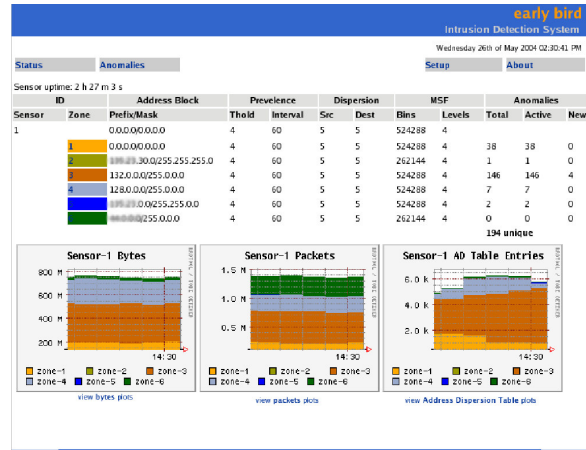 early bird
Intrusion Detection System
Wednesday 26th of May 2004 02:30:41 PM
Status Anomalies Setup About
Sensor uptime: 2 h 27 m 3 s
ID Address Block Prevelence Dispersion MSF Anomalies
Sensor Zone Prefix/Mask Thold Interval Src Dest Bins Levels Total Active New
1 0.0.0.0/0.0.0.0 4 60 5 5 524288 4
1 0.0.0.0/0.0.0.0 4 60 5 5 524288 4 38 38 0
2 .30.0/255.255.255.0 4 60 5 5 262144 4 1 1 0
3 132.0.0.0/255.0.0.0 4 60 5 5 524288 4 146 146 4
4 128.0.0.0/255.0.0.0 4 60 5 5 524288 4 7 7 0
5 .0.0/255.255.0.0 4 60 5 5 524288 4 2 2 0
6 /255.0.0.0 4 60 5 5 262144 4 0 0 0
194 unique
Sensor-1 Bytes
800 M
600 M
400 M
200 M
14:30
zone-1 zone-2 zone-3
zone-4 zone-5 zone-6
view bytes plots
Sensor-1 Packets
1.5 M
1.0 M
0.5 M
14:30
zone-1 zone-2 zone-3
zone-4 zone-5 zone-6
view packets plots
Sensor-1 AD Table Entries
6.0 k
4.0 k
2.0 k
14:30
zone-1 zone-2 zone-3
zone-4 zone-5 zone-6
view Address Dispersion Table plots